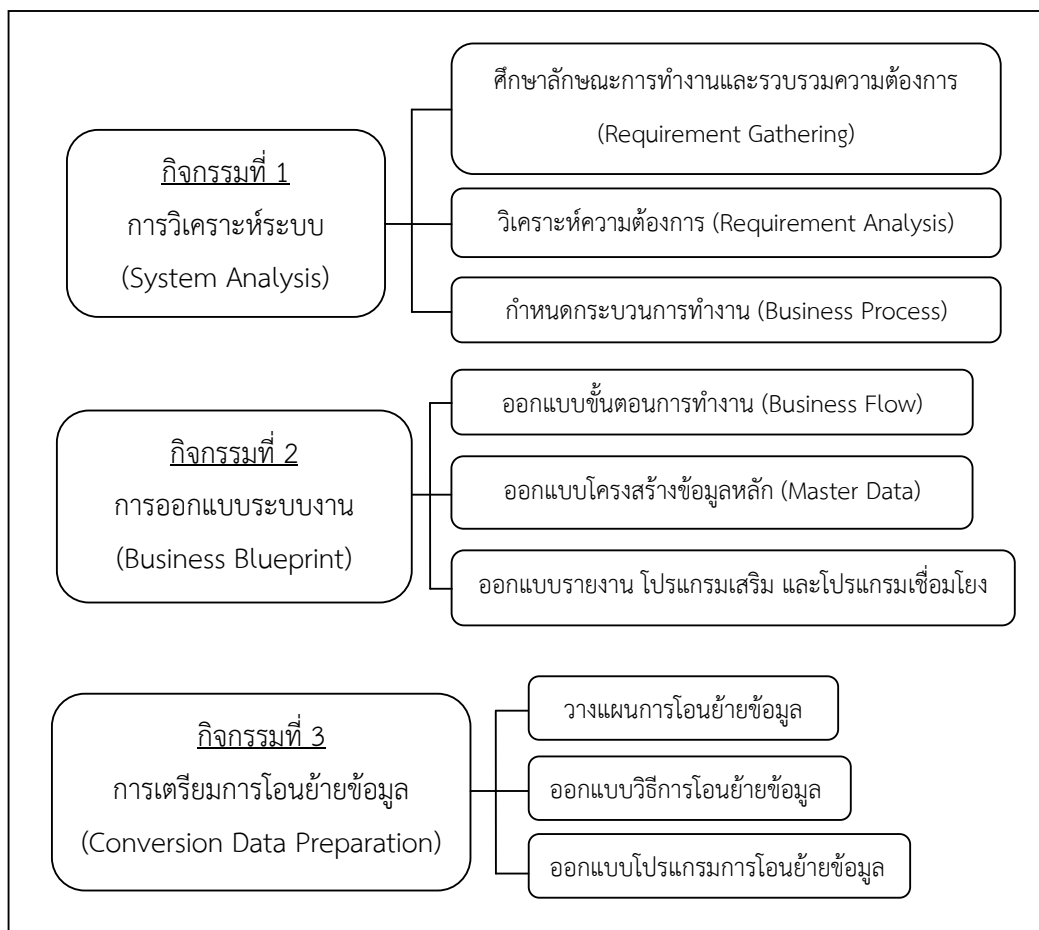 กิจกรรมที่ 1
การวิเคราะห์ระบบ
(System Analysis)
ศึกษาลักษณะการทำงานและรวบรวมความต้องการ
(Requirement Gathering)
วิเคราะห์ความต้องการ (Requirement Analysis)
กำหนดกระบวนการทำงาน (Business Process)
กิจกรรมที่ 2
การออกแบบระบบงาน
(Business Blueprint)
ออกแบบขั้นตอนการทำงาน (Business Flow)
ออกแบบโครงสร้างข้อมูลหลัก (Master Data)
ออกแบบรายงาน โปรแกรมเสริม และโปรแกรมเชื่อมโยง
กิจกรรมที่ 3
การเตรียมการโอนย้ายข้อมูล
(Conversion Data Preparation)
วางแผนการโอนย้ายข้อมูล
ออกแบบวิธีการโอนย้ายข้อมูล
ออกแบบโปรแกรมการโอนย้ายข้อมูล